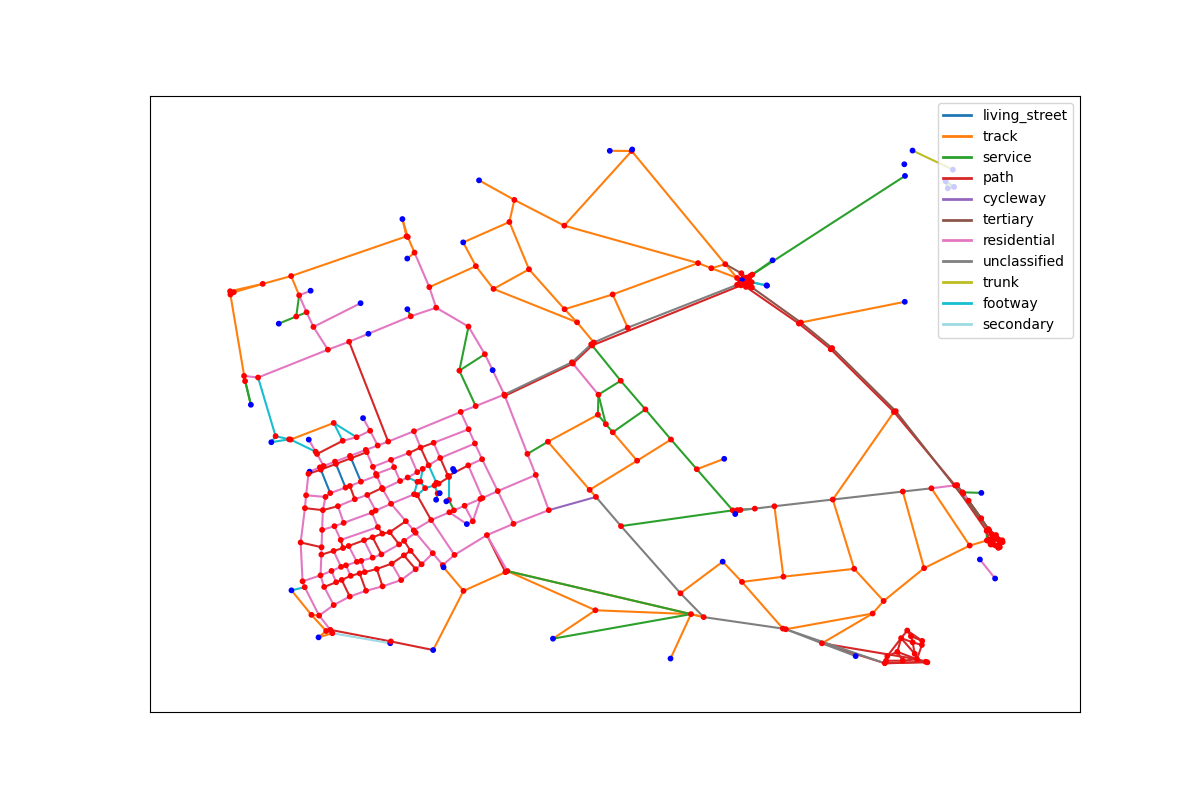 living_street
track
service
path
cycleway
tertiary
residential
unclassified
trunk
footway
secondary